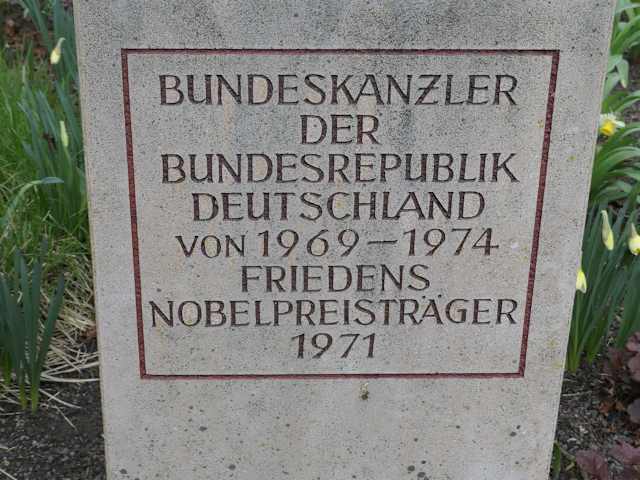 BUNDESKANZLER
DER
BUNDESREPUBLIK
DEUTSCHLAND
VON 1969–1974
FRIEDENS
NOBELPREISTRÄGER
1971